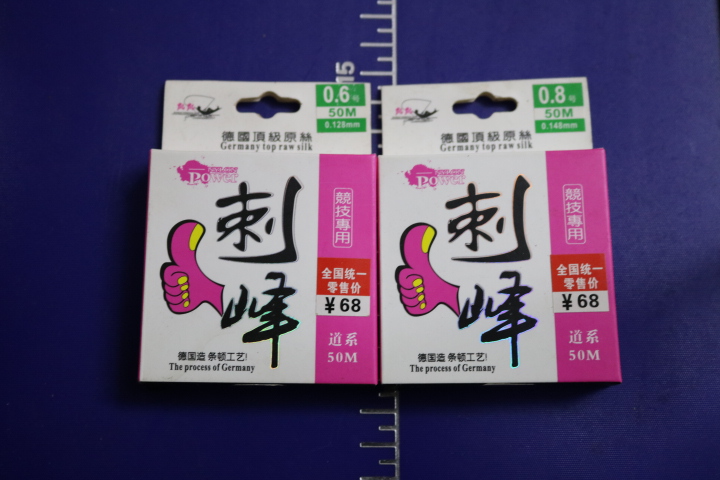 15
0.6号
50M
0.128mm
德國頂級原絲
Germany top raw silk
Power
刺
峰
競技專用
全国统一
零售价
¥68
道系
50M
德国造 条顿工艺!
The process of Germany
0.8号
50M
0.148mm
德國頂級原絲
Germany top raw silk
Power
刺
峰
競技專用
全国统一
零售价
¥68
道系
50M
德国造 条顿工艺!
The process of Germany